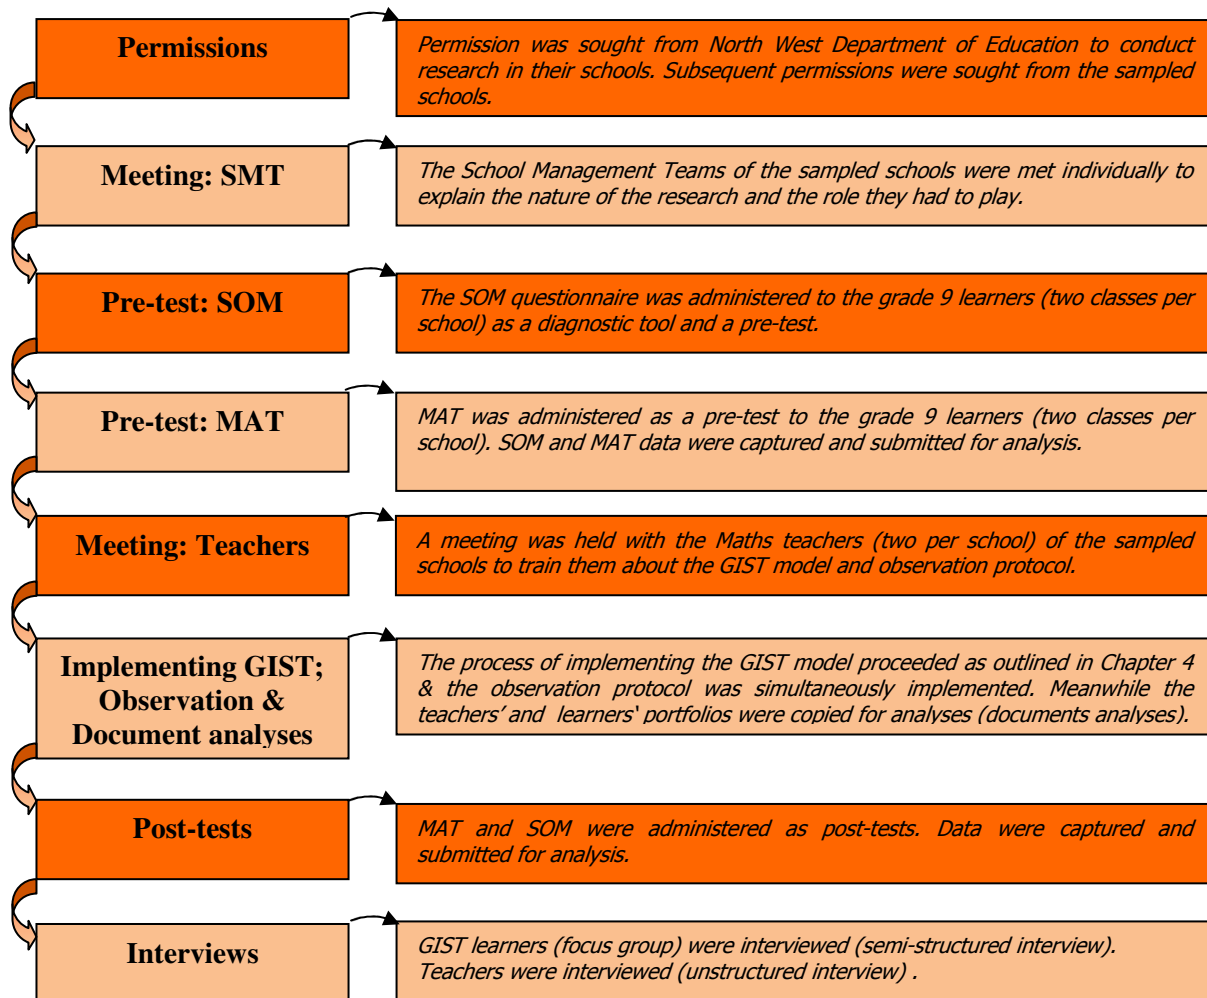 Permissions
Permission was sought from North West Department of Education to conduct
research in their schools. Subsequent permissions were sought from the sampled
schools.
Meeting: SMT
The School Management Teams of the sampled schools were met individually to
explain the nature of the research and the role they had to play.
Pre-test: SOM
The SOM questionnaire was administered to the grade 9 learners (two classes per
school) as a diagnostic tool and a pre-test.
Pre-test: MAT
MAT was administered as a pre-test to the grade 9 learners (two classes per
school). SOM and MAT data were captured and submitted for analysis.
Meeting: Teachers
A meeting was held with the Maths teachers (two per school) of the sampled
schools to train them about the GIST model and observation protocol.
Implementing GIST;
Observation &
Document analyses
The process of implementing the GIST model proceeded as outlined in Chapter 4
& the observation protocol was simultaneously implemented. Meanwhile the
teachers’ and learners‘ portfolios were copied for analyses (documents analyses).
Post-tests
MAT and SOM were administered as post-tests. Data were captured and
submitted for analysis.
Interviews
GIST learners (focus group) were interviewed (semi-structured interview).
Teachers were interviewed (unstructured interview) .